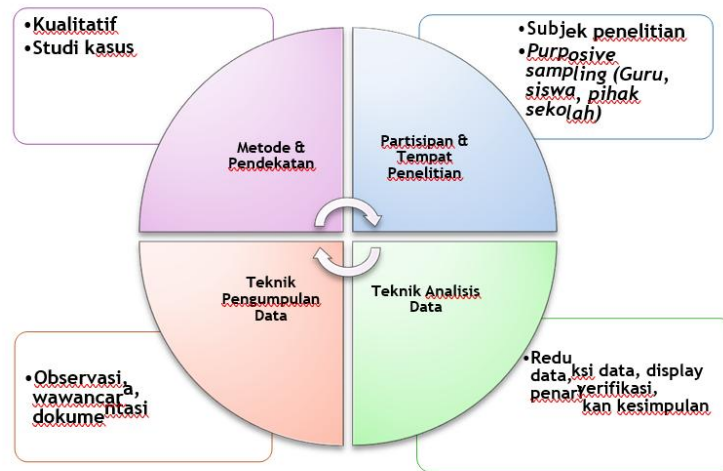 •Kualitatif
•Studi kasus
•Subjek penelitian
•Purposive
sampling (Guru,
siswa, pihak
sekolah)
Metode &
Pendekatan
Partisipan &
Tempat
Penelitian
Teknik
Pengumpulan
Data
Teknik Analisis
Data
•Observasi,
wawancara,
dokumentasi
•Reduksi data, display
data, verifikasi,
penarikan kesimpulan